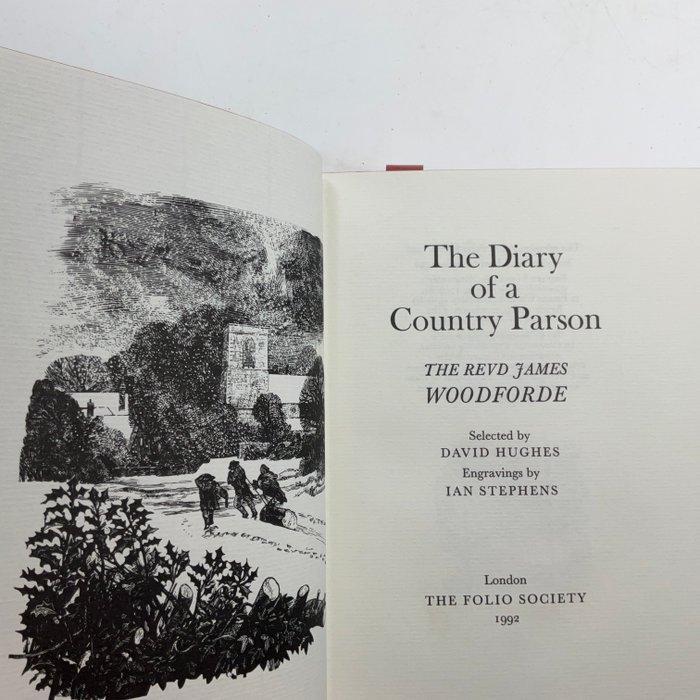 The Diary
of a
Country Parson
THE REVD JAMES
WOODFORDE
Selected by
DAVID HUGHES
Engravings by
IAN STEPHENS
London
THE FOLIO SOCIETY
1992